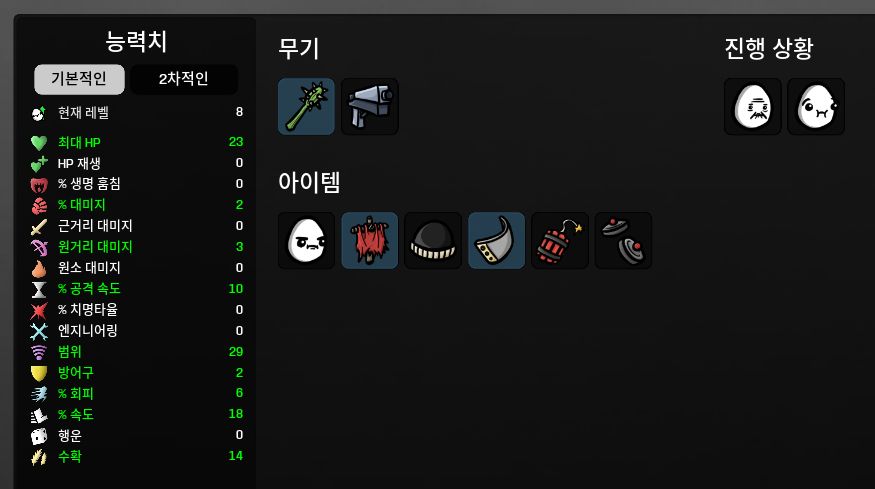 능력치
기본적인 2차적인
현재 레벨 8
최대 HP 23
HP 재생 0
% 생명 훔침 0
% 대미지 2
근거리 대미지 0
원거리 대미지 3
원소 대미지 0
% 공격 속도 10
% 치명타율 0
엔지니어링 0
범위 29
방어구 2
% 회피 6
% 속도 18
행운 0
수확 14
무기
아이템
진행 상황